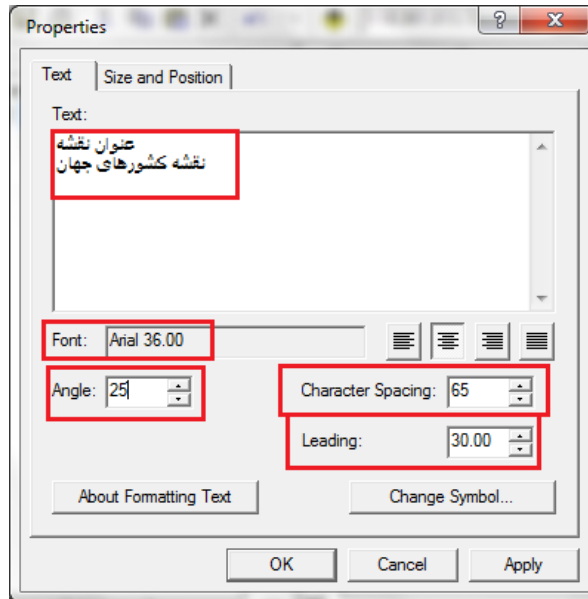 Properties
Text
Size and Position
Text:
عنوان نقشه
نقشه کشورهای جهان
Font: Arial 36.00
Angle: 25
Character Spacing: 65
Leading: 30.00
About Formatting Text
Change Symbol...
OK
Cancel
Apply